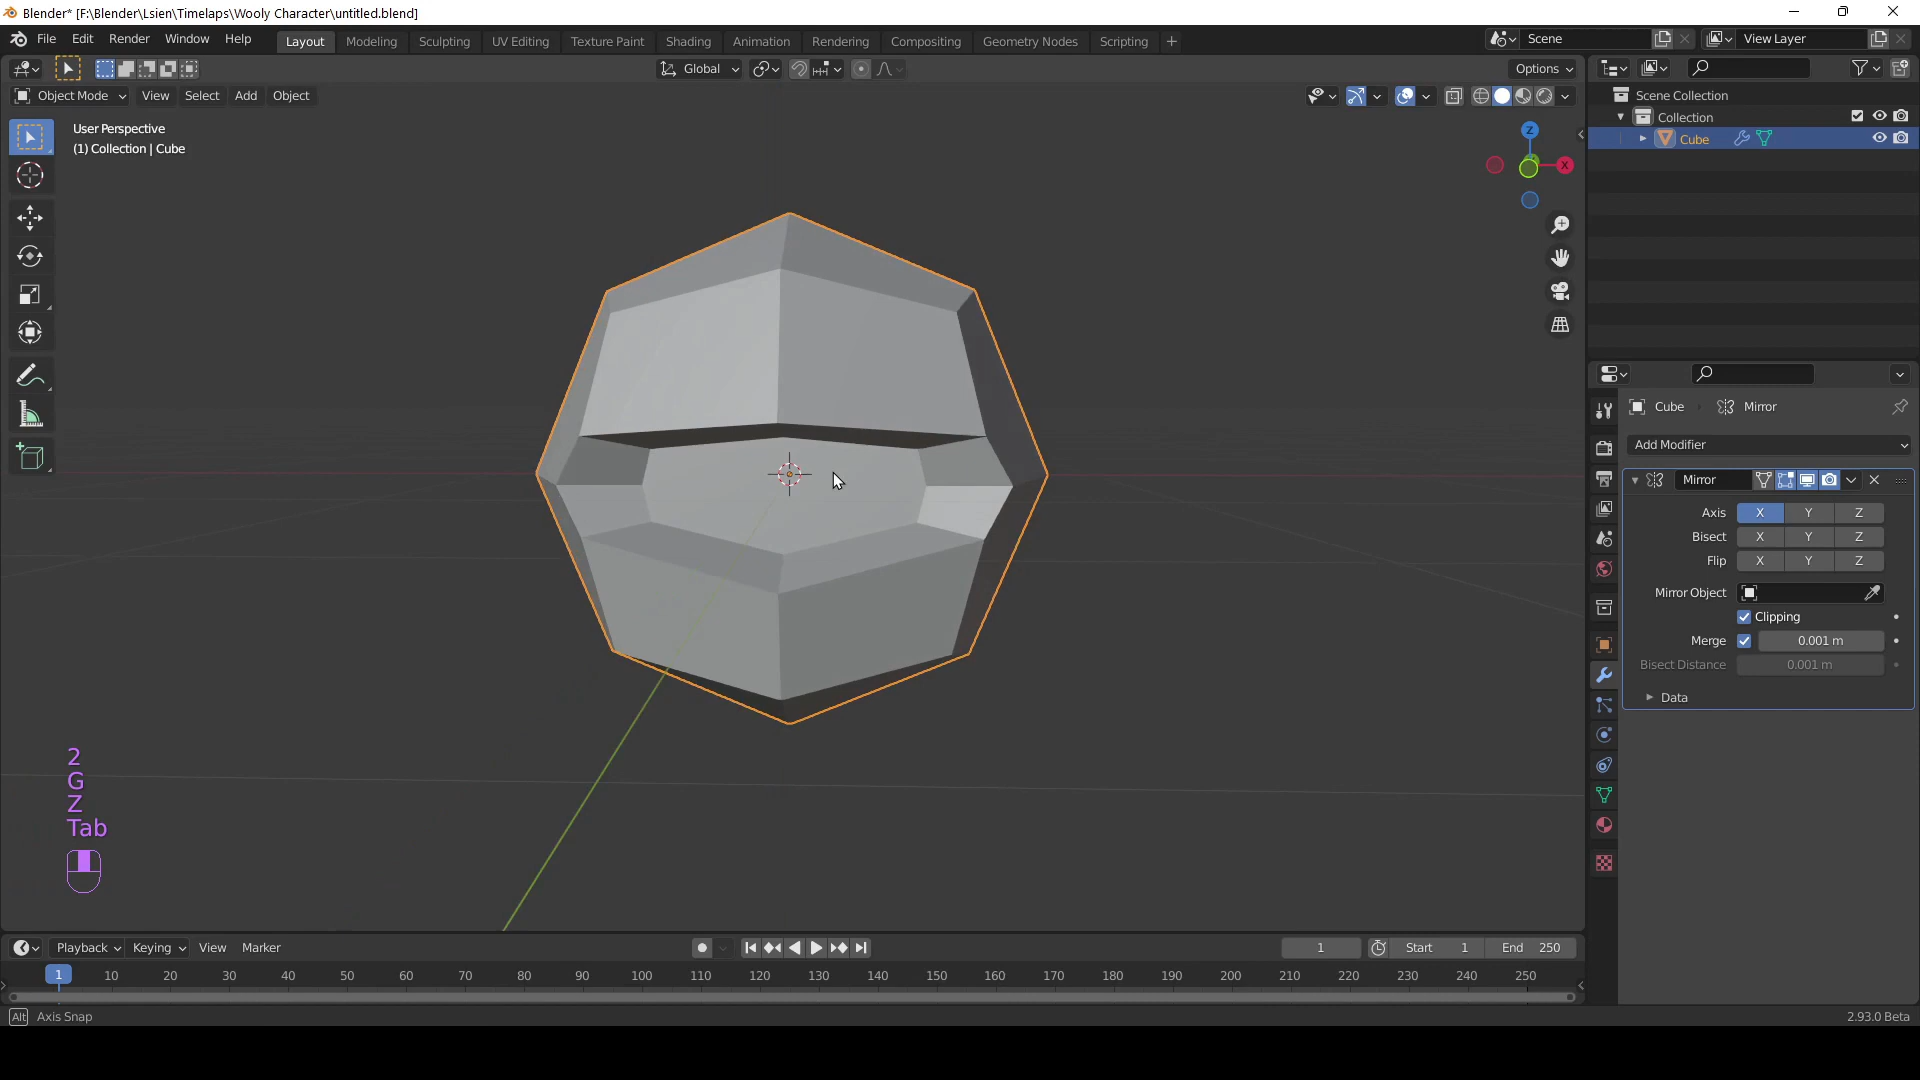 Blender* [F:\Blender\Lsien\Timelaps\Wooly Character\untitled.blend]
File Edit Render Window Help Layout Modeling Sculpting UV Editing Texture Paint Shading Animation Rendering Compositing Geometry Nodes Scripting + Scene View Layer
Global Options
Object Mode View Select Add Object
User Perspective
(1) Collection | Cube
Z
X
Scene Collection
Collection
Cube
Cube Mirror
Add Modifier
Mirror
Axis X Y Z
Bisect X Y Z
Flip X Y Z
Mirror Object
Clipping
Merge 0.001 m
Bisect Distance 0.001 m
Data
2
G
Z
Tab
Playback Keying View Marker 1 Start 1 End 250
1 10 20 30 40 50 60 70 80 90 100 110 120 130 140 150 160 170 180 190 200 210 220 230 240 250
Alt Axis Snap 2.93.0 Beta